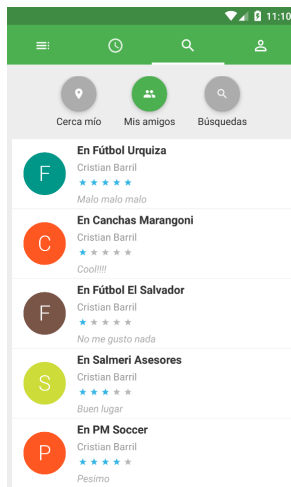 11:10
Cerca mío
Mis amigos
Búsquedas
F
En Fútbol Urquiza
Cristian Barril
Malo malo malo
C
En Canchas Marangoni
Cristian Barril
Cool!!!!
F
En Fútbol El Salvador
Cristian Barril
No me gusto nada
S
En Salmeri Asesores
Cristian Barril
Buen lugar
P
En PM Soccer
Cristian Barril
Pesimo